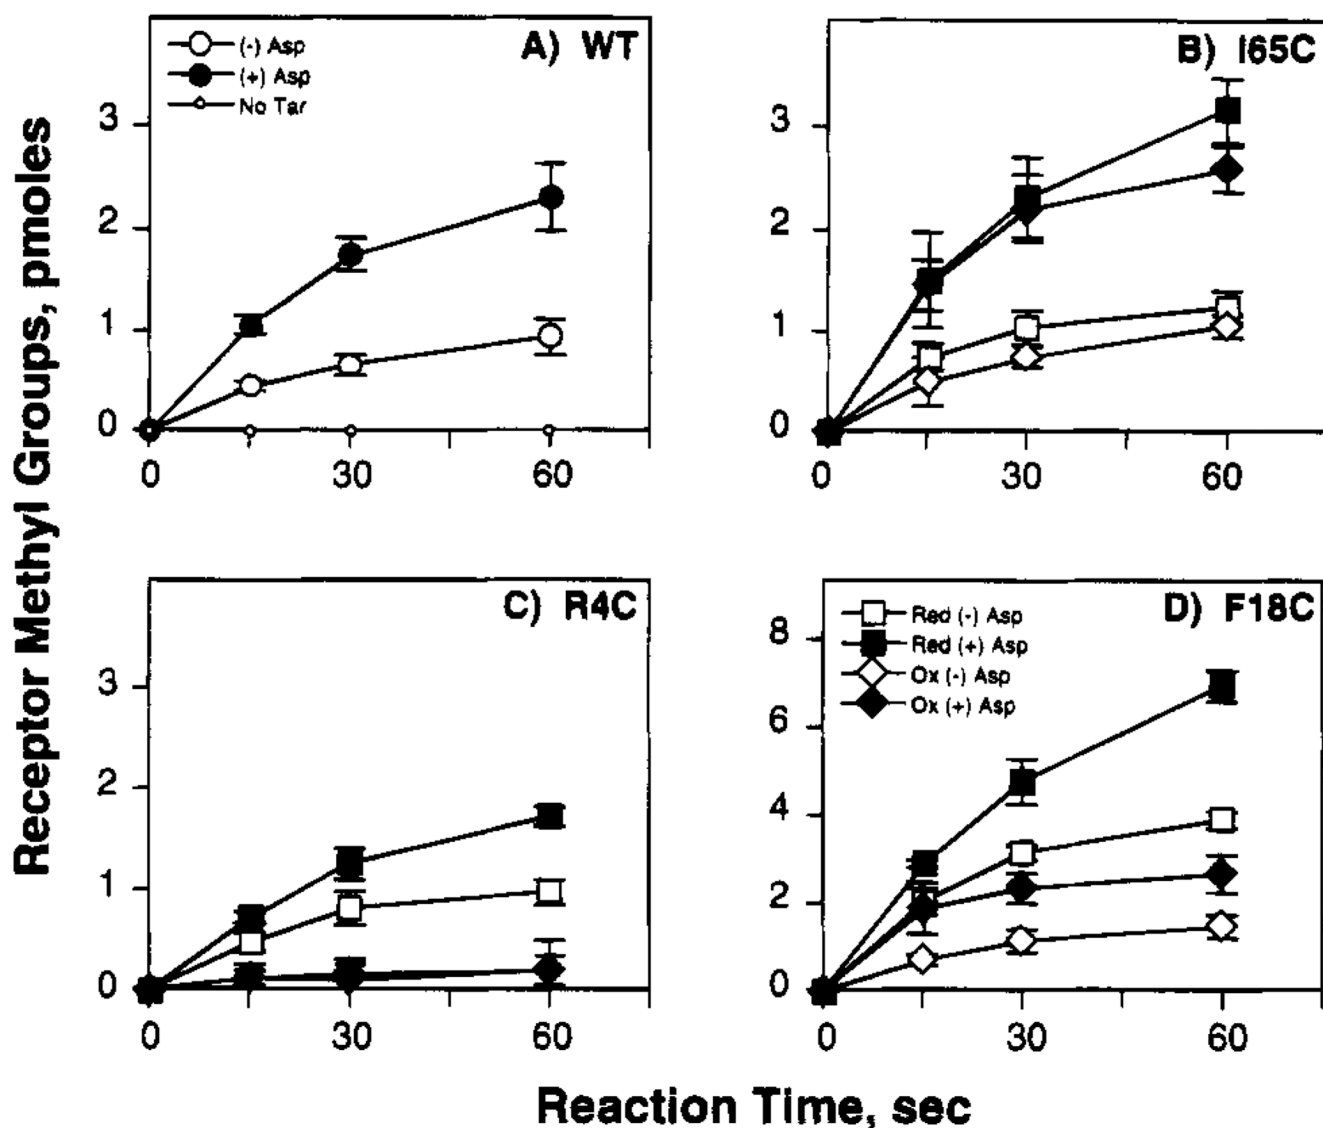 Receptor Methyl Groups, pmoles
A) WT
(-) Asp
(+) Asp
No Tar
3
2
1
0
0 30 60
B) I65C
3
2
1
0
0 30 60
C) R4C
3
2
1
0
0 30 60
D) F18C
Red (-) Asp
Red (+) Asp
Ox (-) Asp
Ox (+) Asp
8
6
4
2
0
0 30 60
Reaction Time, sec